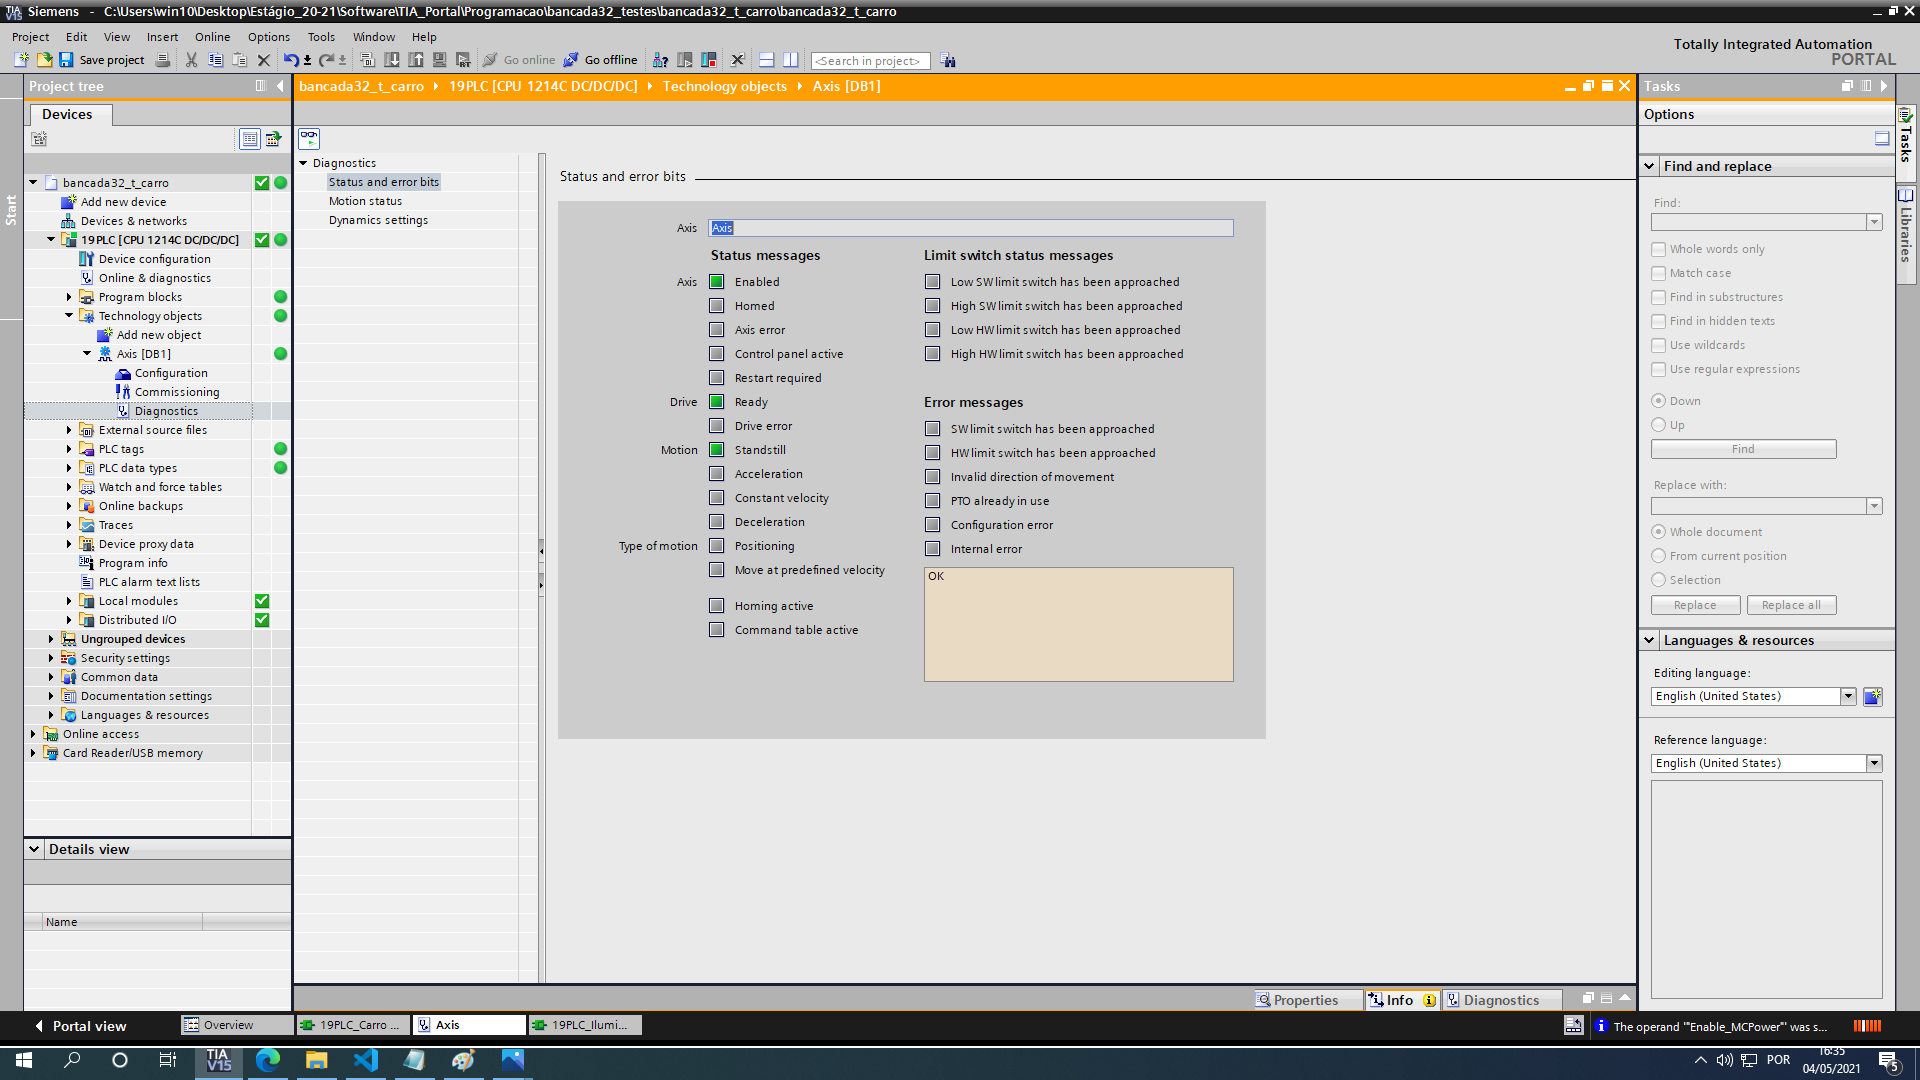 Siemens - C:\Users\win10\Desktop\Estágio_20-21\Software\TIA_Portal\Programacao\bancada32_testes\bancada32_t_carro\bancada32_t_carro
Project Edit View Insert Online Options Tools Window Help
Totally Integrated Automation
PORTAL
Save project
Go online
Go offline
<Search in project>
Project tree
bancada32_t_carro
19PLC [CPU 1214C DC/DC/DC]
Technology objects
Axis [DB1]
Tasks
Devices
Start
bancada32_t_carro
Add new device
Devices & networks
19PLC [CPU 1214C DC/DC/DC]
Device configuration
Online & diagnostics
Program blocks
Technology objects
Add new object
Axis [DB1]
Configuration
Commissioning
Diagnostics
External source files
PLC tags
PLC data types
Watch and force tables
Online backups
Traces
Device proxy data
Program info
PLC alarm text lists
Local modules
Distributed I/O
Ungrouped devices
Security settings
Common data
Documentation settings
Languages & resources
Online access
Card Reader/USB memory
Details view
Name
Diagnostics
Status and error bits
Motion status
Dynamics settings
Status and error bits
Axis
Axis
Status messages
Axis
Enabled
Homed
Axis error
Control panel active
Restart required
Drive
Ready
Drive error
Motion
Standstill
Acceleration
Constant velocity
Deceleration
Type of motion
Positioning
Move at predefined velocity
Homing active
Command table active
Limit switch status messages
Low SW limit switch has been approached
High SW limit switch has been approached
Low HW limit switch has been approached
High HW limit switch has been approached
Error messages
SW limit switch has been approached
HW limit switch has been approached
Invalid direction of movement
PTO already in use
Configuration error
Internal error
OK
Options
Find and replace
Find:
Whole words only
Match case
Find in substructures
Find in hidden texts
Use wildcards
Use regular expressions
Down
Up
Find
Replace with:
Whole document
From current position
Selection
Replace
Replace all
Languages & resources
Editing language:
English (United States)
Reference language:
English (United States)
Tasks
Libraries
Properties
Info
Diagnostics
Portal view
Overview
19PLC_Carro ...
Axis
19PLC_Ilumi...
The operand '"Enable_MCPower"' was s...
TIA
V15
POR
16:35
04/05/2021
5